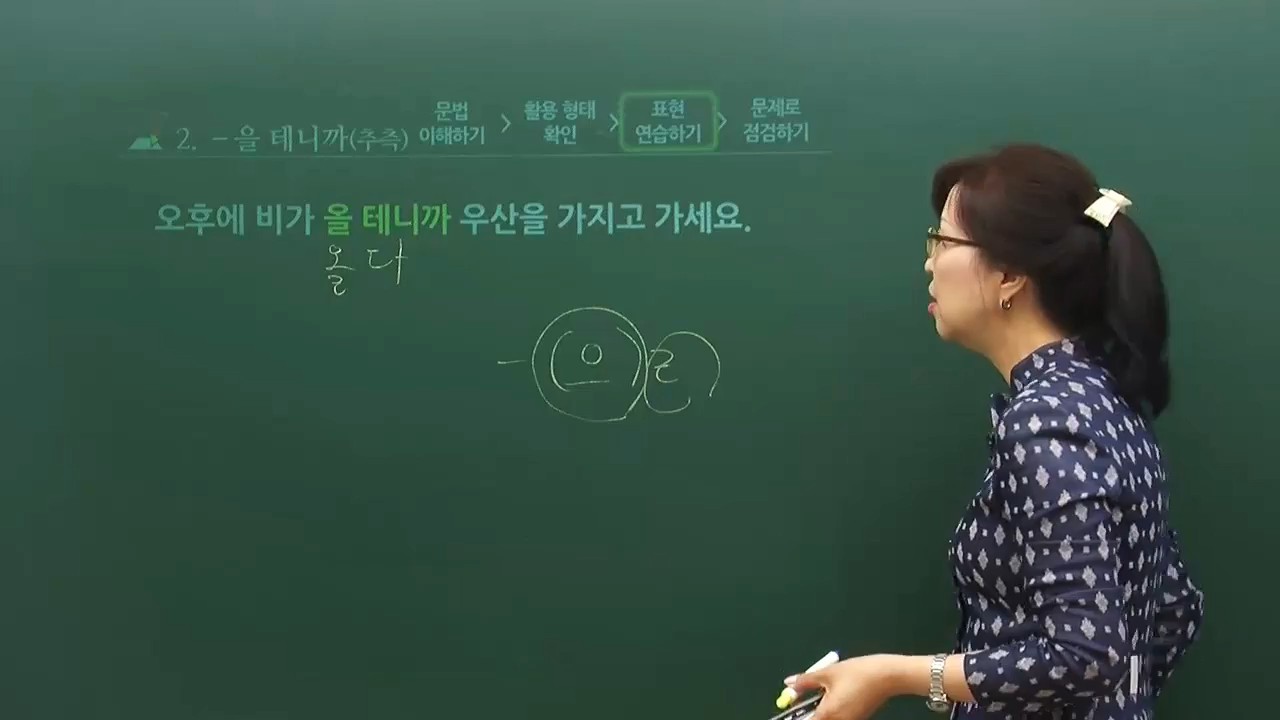 2. -을 테니까(추측)
문법 이해하기 > 활용 형태 확인 > 표현 연습하기 > 문제로 점검하기
오후에 비가 올 테니까 우산을 가지고 가세요.
올 다
-(으)ㄹ